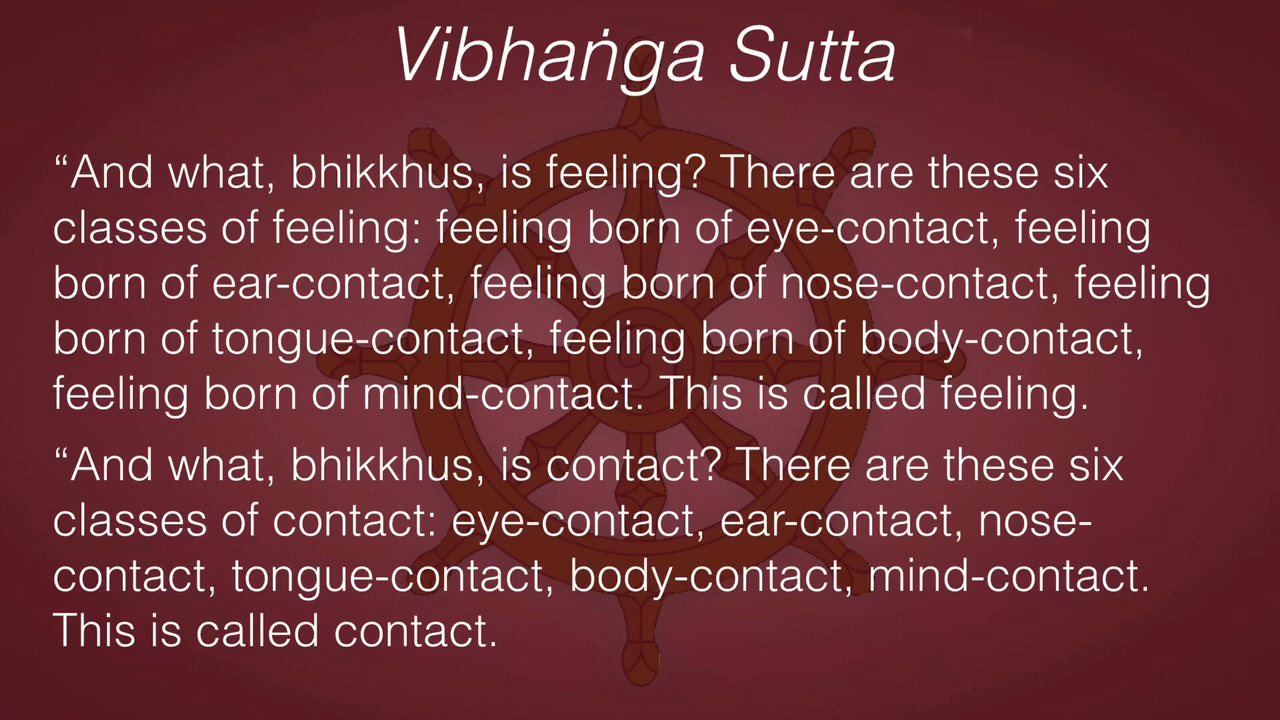 Vibhaṅga Sutta
“And what, bhikkhus, is feeling? There are these six
classes of feeling: feeling born of eye-contact, feeling
born of ear-contact, feeling born of nose-contact, feeling
born of tongue-contact, feeling born of body-contact,
feeling born of mind-contact. This is called feeling.
“And what, bhikkhus, is contact? There are these six
classes of contact: eye-contact, ear-contact, nose-
contact, tongue-contact, body-contact, mind-contact.
This is called contact.